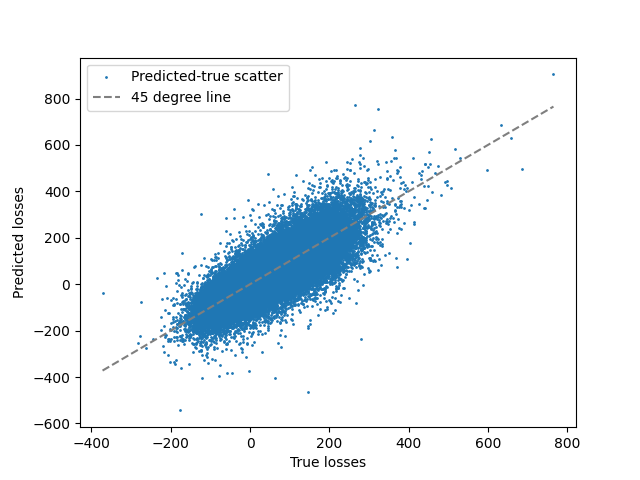 Predicted-true scatter
45 degree line
800
600
400
200
0
−200
−400
−600
Predicted losses
−400 −200 0 200 400 600 800
True losses